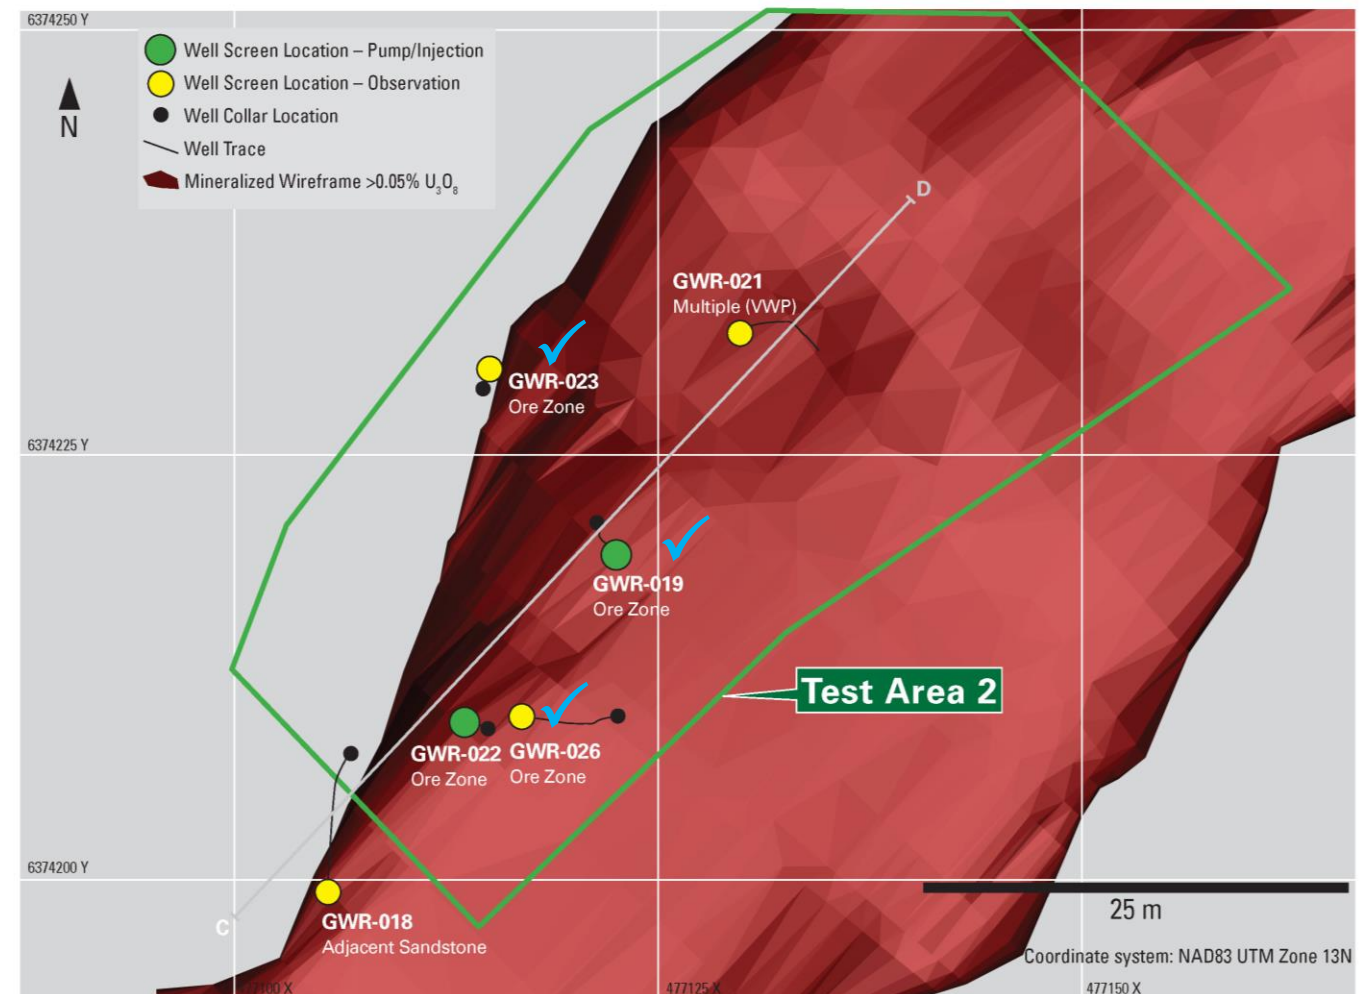 6374250 Y
Well Screen Location – Pump/Injection
Well Screen Location – Observation
Well Collar Location
Well Trace
Mineralized Wireframe >0.05% U₃O₈
N
D
GWR-021
Multiple (VWP)
GWR-023
Ore Zone
6374225 Y
GWR-019
Ore Zone
Test Area 2
GWR-022
Ore Zone
GWR-026
Ore Zone
6374200 Y
C
GWR-018
Adjacent Sandstone
25 m
Coordinate system: NAD83 UTM Zone 13N
477100 X
477125 X
477150 X